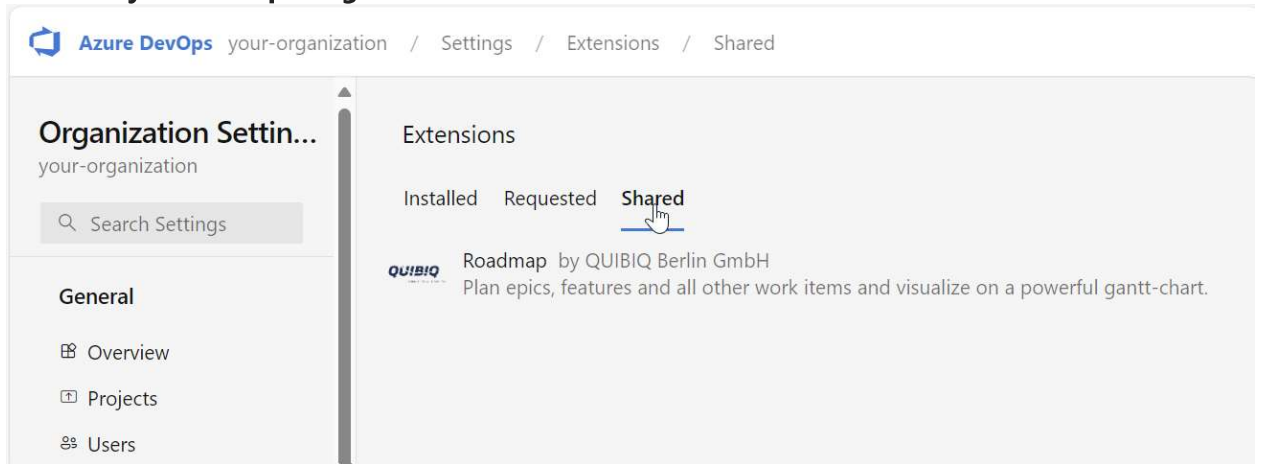 Azure DevOps your-organization / Settings / Extensions / Shared
Organization Settin...
your-organization
Search Settings
General
Overview
Projects
Users
Extensions
Installed Requested Shared
QUIBIQ
Roadmap by QUIBIQ Berlin GmbH
Plan epics, features and all other work items and visualize on a powerful gantt-chart.